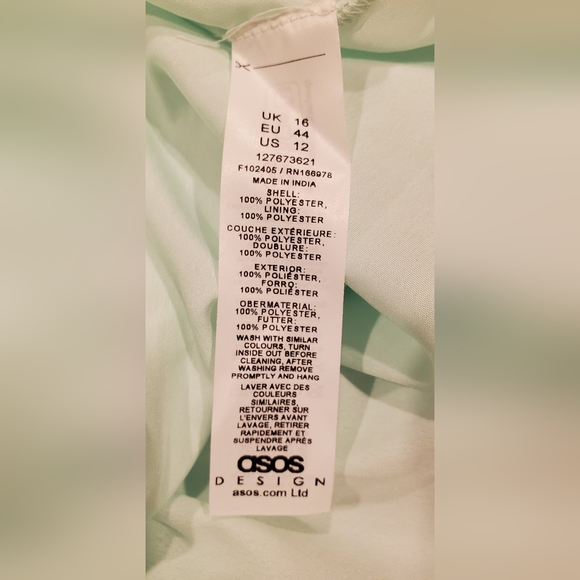 UK 16
EU 44
US 12
127673621
F102405 / RN166978
MADE IN INDIA
SHELL:
100% POLYESTER,
LINING:
100% POLYESTER
COUCHE EXTÉRIEURE:
100% POLYESTER,
DOUBLURE:
100% POLYESTER
EXTERIOR:
100% POLIÉSTER,
FORRO:
100% POLIÉSTER
OBERMATERIAL:
100% POLYESTER,
FUTTER:
100% POLYESTER
WASH WITH SIMILAR
COLOURS, TURN
INSIDE OUT BEFORE
CLEANING, AFTER
WASHING REMOVE
PROMPTLY AND HANG
LAVER AVEC DES
COULEURS
SIMILAIRES,
RETOURNER SUR
L'ENVERS AVANT
LAVAGE, RETIRER
RAPIDEMENT ET
SUSPENDRE APRÈS
LAVAGE
asos
DESIGN
asos.com Ltd